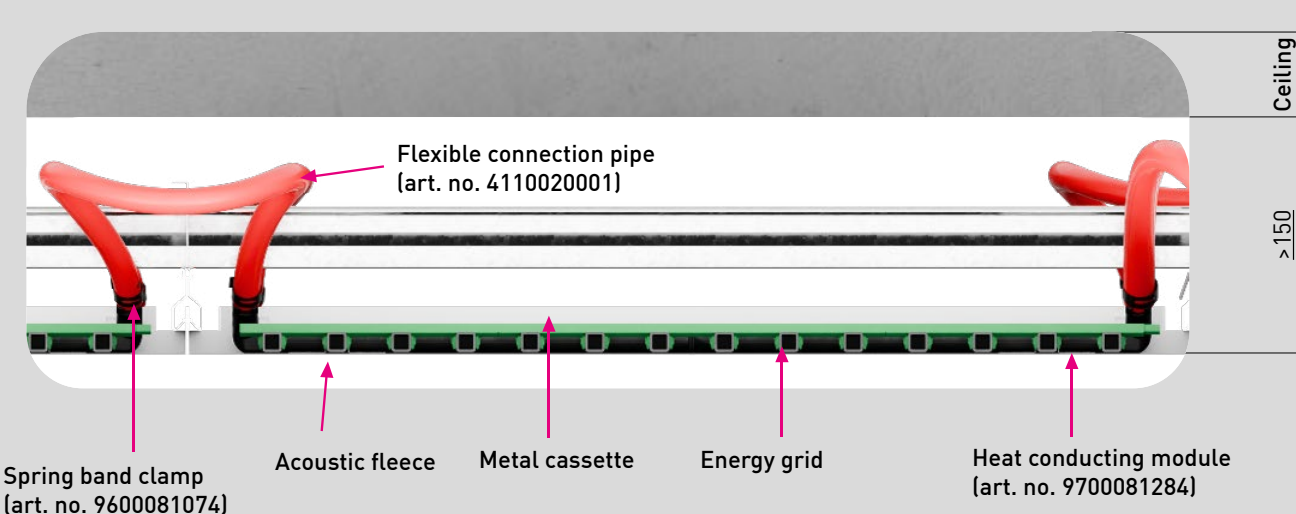 Ceiling
Flexible connection pipe
(art. no. 4110020001)
>150
Spring band clamp
(art. no. 9600081074)
Acoustic fleece
Metal cassette
Energy grid
Heat conducting module
(art. no. 9700081284)